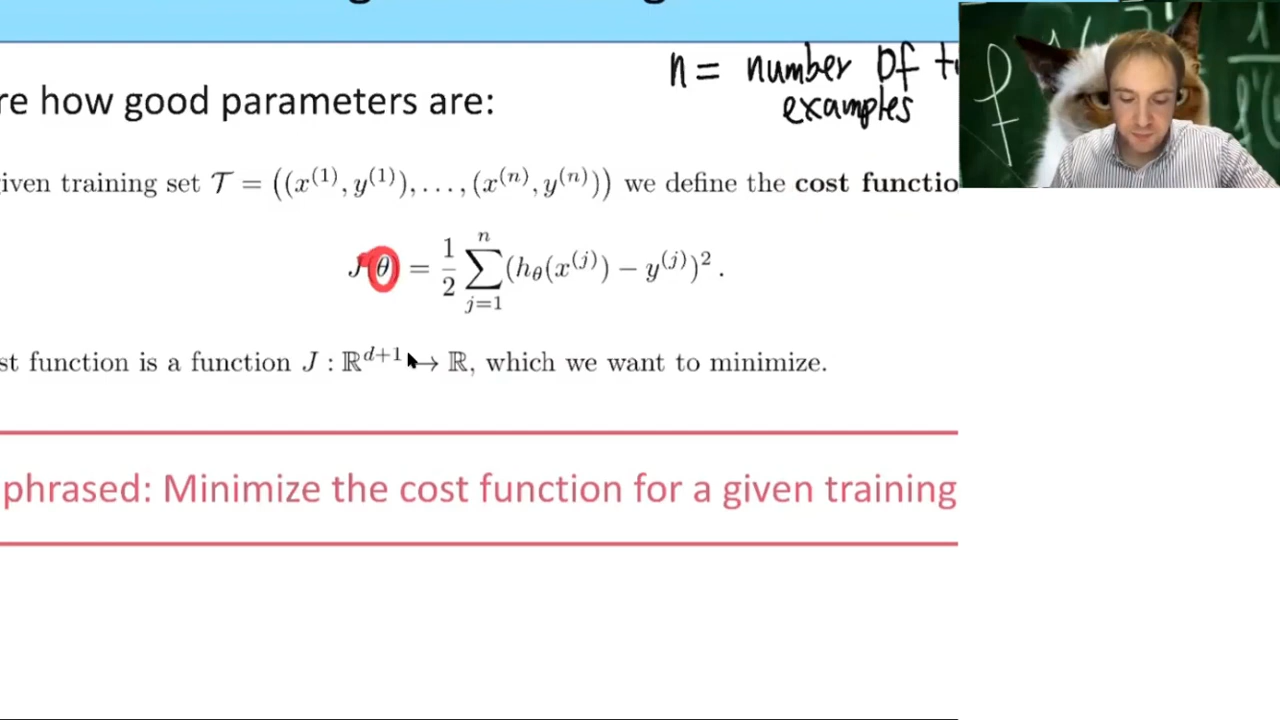 n = number of
examples
re how good parameters are:
iven training set 𝒯 = ((x⁽¹⁾, y⁽¹⁾), . . . , (x⁽ⁿ⁾, y⁽ⁿ⁾)) we define the cost functio
J(θ) = 1/2 ∑_{j=1}^{n} (h_θ(x⁽ʲ⁾) − y⁽ʲ⁾)² .
st function is a function J : ℝ^{d+1} ↦ ℝ, which we want to minimize.
phrased: Minimize the cost function for a given training